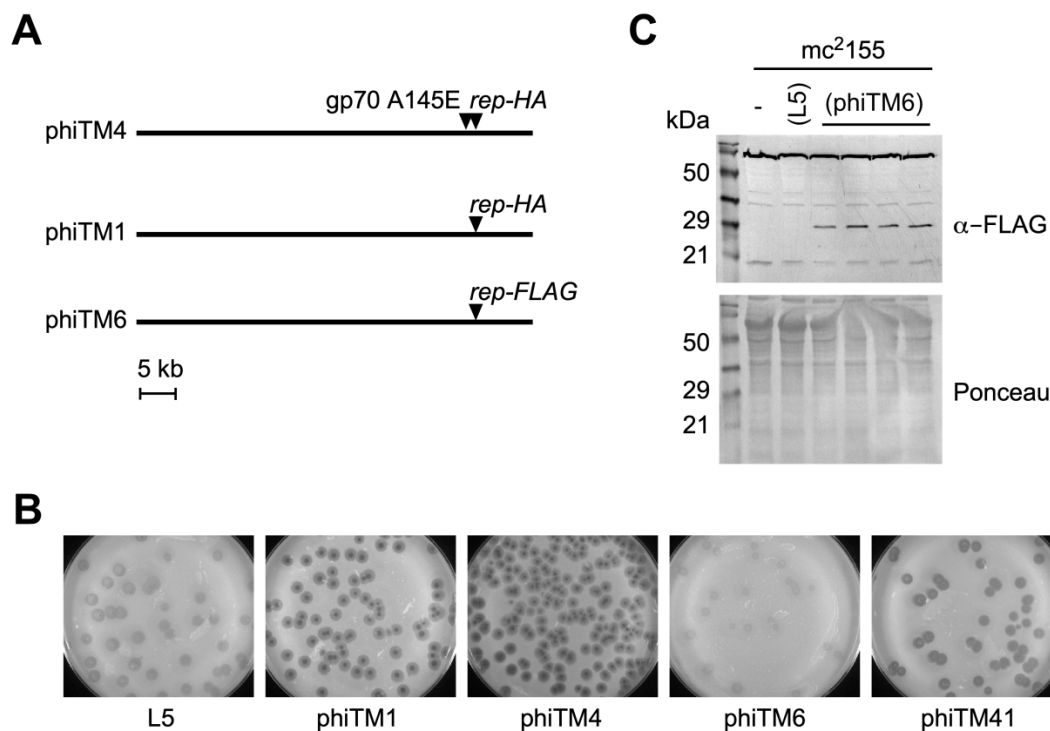 A
gp70 A145E rep-HA
phiTM4
rep-HA
phiTM1
rep-FLAG
phiTM6
5 kb
C
mc²155
- (L5) (phiTM6)
kDa
50
29
21
α-FLAG
50
29
21
Ponceau
B
L5 phiTM1 phiTM4 phiTM6 phiTM41